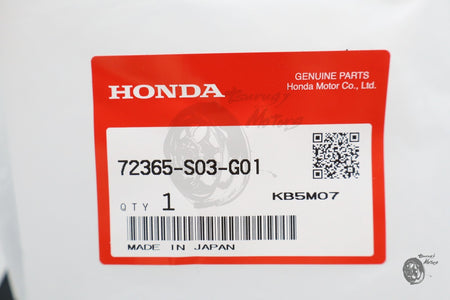 GENUINE PARTS
HONDA
Honda Motor Co., Ltd.
72365-S03-G01
QTY 1
KB5M07
MADE IN JAPAN